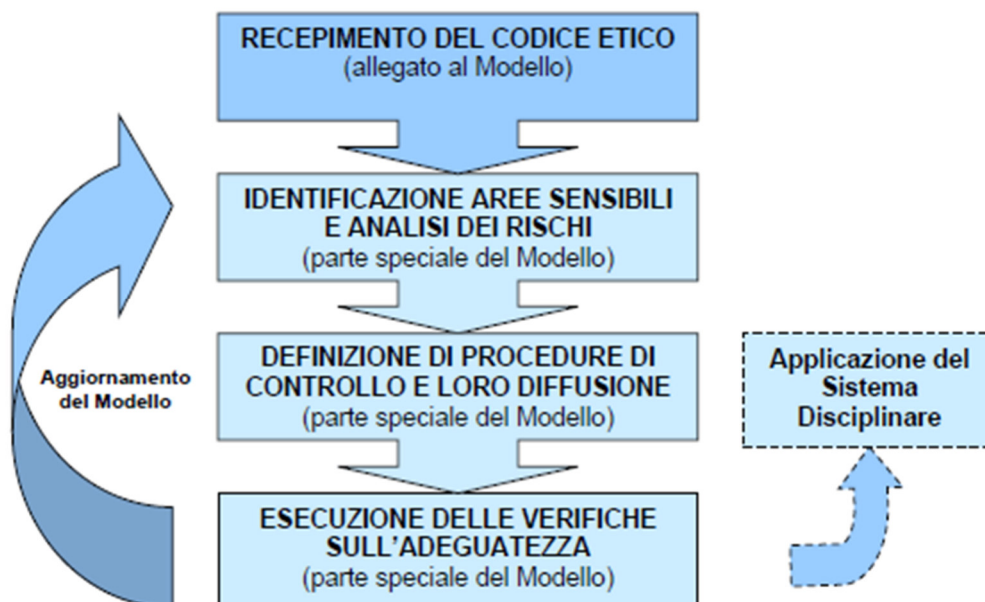 RECEPIMENTO DEL CODICE ETICO
(allegato al Modello)
IDENTIFICAZIONE AREE SENSIBILI
E ANALISI DEI RISCHI
(parte speciale del Modello)
DEFINIZIONE DI PROCEDURE DI
CONTROLLO E LORO DIFFUSIONE
(parte speciale del Modello)
ESECUZIONE DELLE VERIFICHE
SULL'ADEGUATEZZA
(parte speciale del Modello)
Aggiornamento
del Modello
Applicazione del
Sistema
Disciplinare